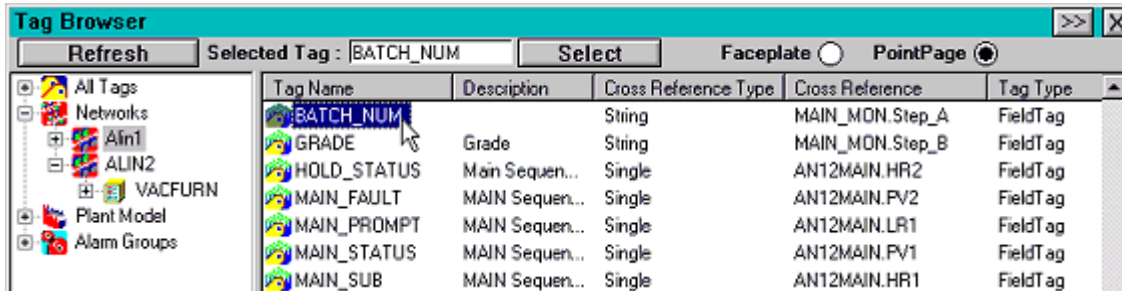 Tag Browser >> X
Refresh Selected Tag : BATCH_NUM Select Faceplate PointPage
All Tags
Networks
Alin1
ALIN2
VACFURN
Plant Model
Alarm Groups
Tag Name Description Cross Reference Type Cross Reference Tag Type
BATCH_NUM String MAIN_MON.Step_A FieldTag
GRADE Grade String MAIN_MON.Step_B FieldTag
HOLD_STATUS Main Sequen... Single AN12MAIN.HR2 FieldTag
MAIN_FAULT MAIN Sequen... Single AN12MAIN.PV2 FieldTag
MAIN_PROMPT MAIN Sequen... Single AN12MAIN.LR1 FieldTag
MAIN_STATUS MAIN Sequen... Single AN12MAIN.PV1 FieldTag
MAIN_SUB MAIN Sequen... Single AN12MAIN.HR1 FieldTag